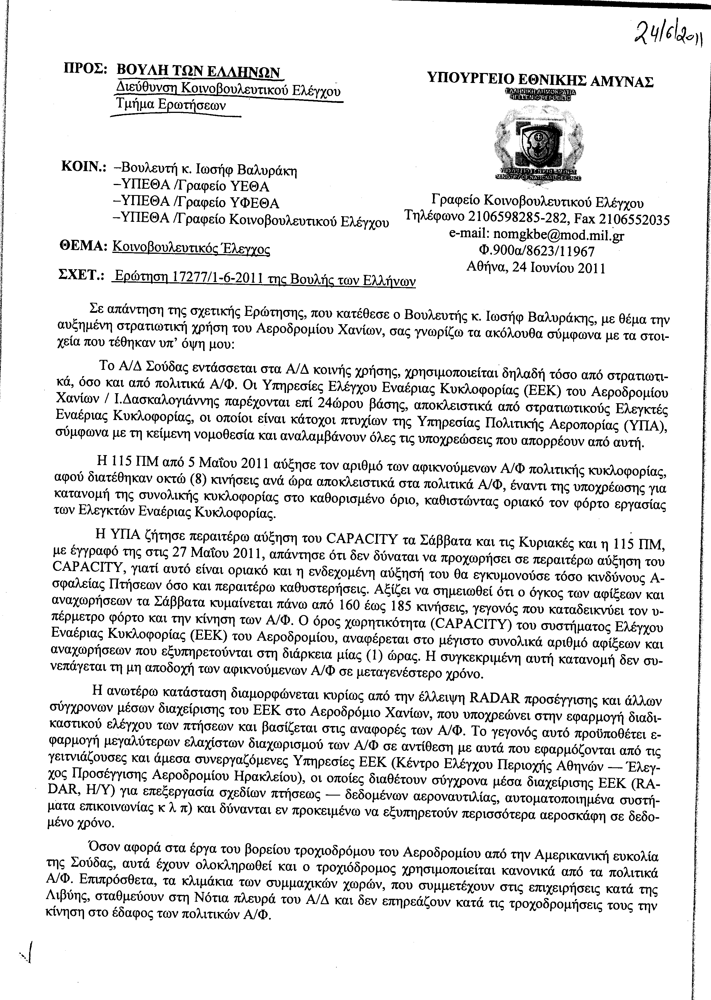 24/6/2011
ΠΡΟΣ: ΒΟΥΛΗ ΤΩΝ ΕΛΛΗΝΩΝ
Διεύθυνση Κοινοβουλευτικού Ελέγχου
Τμήμα Ερωτήσεων
ΥΠΟΥΡΓΕΙΟ ΕΘΝΙΚΗΣ ΑΜΥΝΑΣ
ΕΛΛΗΝΙΚΗ ΔΗΜΟΚΡΑΤΙΑ
HELLENIC REPUBLIC
ΥΠΟΥΡΓΕΙΟ ΕΘΝΙΚΗΣ ΑΜΥΝΑΣ
MINISTRY OF NATIONAL DEFENCE
ΚΟΙΝ.: –Βουλευτή κ. Ιωσήφ Βαλυράκη
–ΥΠΕΘΑ /Γραφείο ΥΕΘΑ
–ΥΠΕΘΑ /Γραφείο ΥΦΕΘΑ
–ΥΠΕΘΑ /Γραφείο Κοινοβουλευτικού Ελέγχου
Γραφείο Κοινοβουλευτικού Ελέγχου
Τηλέφωνο 2106598285-282, Fax 2106552035
e-mail: nomgkbe@mod.mil.gr
Φ.900α/8623/11967
Αθήνα, 24 Ιουνίου 2011
ΘΕΜΑ: Κοινοβουλευτικός Έλεγχος
ΣΧΕΤ.: Ερώτηση 17277/1-6-2011 της Βουλής των Ελλήνων
Σε απάντηση της σχετικής Ερώτησης, που κατέθεσε ο Βουλευτής κ. Ιωσήφ Βαλυράκης, με θέμα την
αυξημένη στρατιωτική χρήση του Αεροδρομίου Χανίων, σας γνωρίζω τα ακόλουθα σύμφωνα με τα στοι-
χεία που τέθηκαν υπ’ όψη μου:
Το Α/Δ Σούδας εντάσσεται στα Α/Δ κοινής χρήσης, χρησιμοποιείται δηλαδή τόσο από στρατιωτι-
κά, όσο και από πολιτικά Α/Φ. Οι Υπηρεσίες Ελέγχου Εναέριας Κυκλοφορίας (ΕΕΚ) του Αεροδρομίου
Χανίων / Ι.Δασκαλογιάννης παρέχονται επί 24ώρου βάσης, αποκλειστικά από στρατιωτικούς Ελεγκτές
Εναέριας Κυκλοφορίας, οι οποίοι είναι κάτοχοι πτυχίων της Υπηρεσίας Πολιτικής Αεροπορίας (ΥΠΑ),
σύμφωνα με τη κείμενη νομοθεσία και αναλαμβάνουν όλες τις υποχρεώσεις που απορρέουν από αυτή.
Η 115 ΠΜ από 5 Μαΐου 2011 αύξησε τον αριθμό των αφικνούμενων Α/Φ πολιτικής κυκλοφορίας,
αφού διατέθηκαν οκτώ (8) κινήσεις ανά ώρα αποκλειστικά στα πολιτικά Α/Φ, έναντι της υποχρέωσης για
κατανομή της συνολικής κυκλοφορίας στο καθορισμένο όριο, καθιστώντας οριακό τον φόρτο εργασίας
των Ελεγκτών Εναέριας Κυκλοφορίας.
Η ΥΠΑ ζήτησε περαιτέρω αύξηση του CAPACITY τα Σάββατα και τις Κυριακές και η 115 ΠΜ,
με έγγραφό της στις 27 Μαΐου 2011, απάντησε ότι δεν δύναται να προχωρήσει σε περαιτέρω αύξηση του
CAPACITY, γιατί αυτό είναι οριακό και η ενδεχομένη αύξησή του θα εγκυμονούσε τόσο κινδύνους Α-
σφαλείας Πτήσεων όσο και περαιτέρω καθυστερήσεις. Αξίζει να σημειωθεί ότι ο όγκος των αφίξεων και
αναχωρήσεων τα Σάββατα κυμαίνεται πάνω από 160 έως 185 κινήσεις, γεγονός που καταδεικνύει τον υ-
πέρμετρο φόρτο και την κίνηση των Α/Φ. Ο όρος χωρητικότητα (CAPACITY) του συστήματος Ελέγχου
Εναέριας Κυκλοφορίας (ΕΕΚ) του Αεροδρομίου, αναφέρεται στο μέγιστο συνολικά αριθμό αφίξεων και
αναχωρήσεων που εξυπηρετούνται στη διάρκεια μίας (1) ώρας. Η συγκεκριμένη αυτή κατανομή δεν συ-
νεπάγεται τη μη αποδοχή των αφικνούμενων Α/Φ σε μεταγενέστερο χρόνο.
Η ανωτέρω κατάσταση διαμορφώνεται κυρίως από την έλλειψη RADAR προσέγγισης και άλλων
σύγχρονων μέσων διαχείρισης του ΕΕΚ στο Αεροδρόμιο Χανίων, που υποχρεώνει στην εφαρμογή διαδι-
καστικού ελέγχου των πτήσεων και βασίζεται στις αναφορές των Α/Φ. Το γεγονός αυτό προϋποθέτει ε-
φαρμογή μεγαλύτερων ελαχίστων διαχωρισμού των Α/Φ σε αντίθεση με αυτά που εφαρμόζονται από τις
γειτνιάζουσες και άμεσα συνεργαζόμενες Υπηρεσίες ΕΕΚ (Κέντρο Ελέγχου Περιοχής Αθηνών — Έλεγ-
χος Προσέγγισης Αεροδρομίου Ηρακλείου), οι οποίες διαθέτουν σύγχρονα μέσα διαχείρισης ΕΕΚ (RA-
DAR, Η/Υ) για επεξεργασία σχεδίων πτήσεως — δεδομένων αεροναυτιλίας, αυτοματοποιημένα συστή-
ματα επικοινωνίας κ λ π) και δύνανται εν προκειμένω να εξυπηρετούν περισσότερα αεροσκάφη σε δεδο-
μένο χρόνο.
Όσον αφορά στα έργα του βορείου τροχιοδρόμου του Αεροδρομίου από την Αμερικανική ευκολία
της Σούδας, αυτά έχουν ολοκληρωθεί και ο τροχιόδρομος χρησιμοποιείται κανονικά από τα πολιτικά
Α/Φ. Επιπρόσθετα, τα κλιμάκια των συμμαχικών χωρών, που συμμετέχουν στις επιχειρήσεις κατά της
Λιβύης, σταθμεύουν στη Νότια πλευρά του Α/Δ και δεν επηρεάζουν κατά τις τροχοδρομήσεις τους την
κίνηση στο έδαφος των πολιτικών Α/Φ.